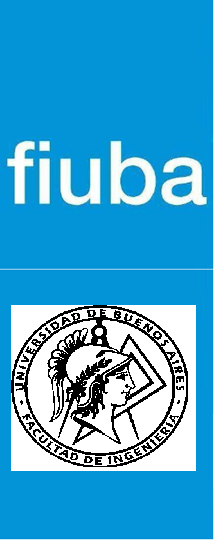 fiuba
· UNIVERSIDAD DE BUENOS AIRES ·
FACULTAD DE INGENIERIA